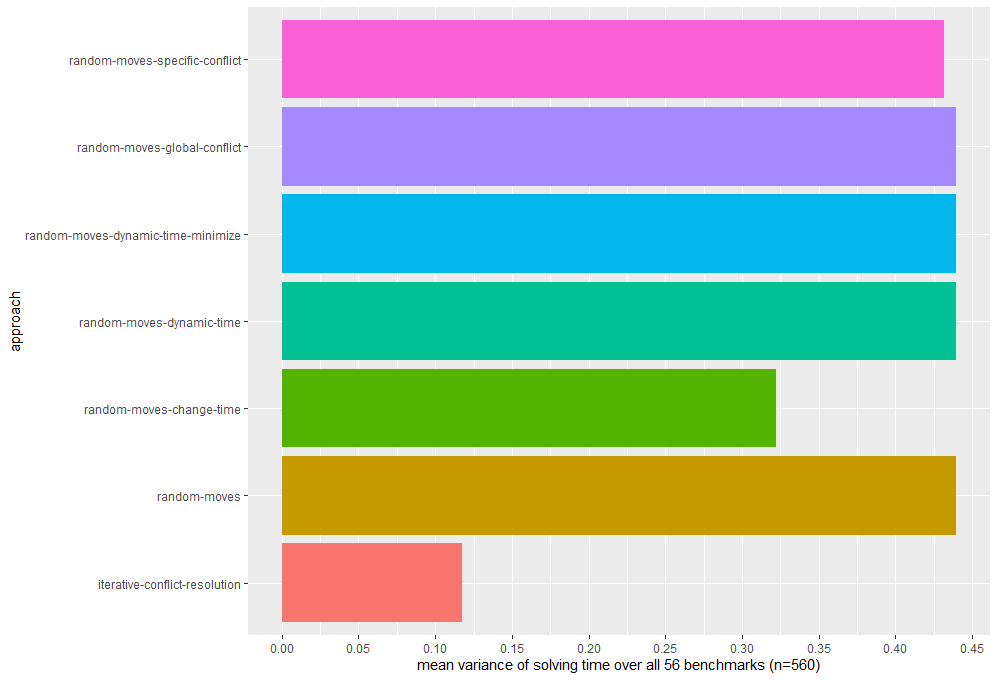 random-moves-specific-conflict
random-moves-global-conflict
random-moves-dynamic-time-minimize
random-moves-dynamic-time
random-moves-change-time
random-moves
iterative-conflict-resolution
approach
0.00 0.05 0.10 0.15 0.20 0.25 0.30 0.35 0.40 0.45
mean variance of solving time over all 56 benchmarks (n=560)